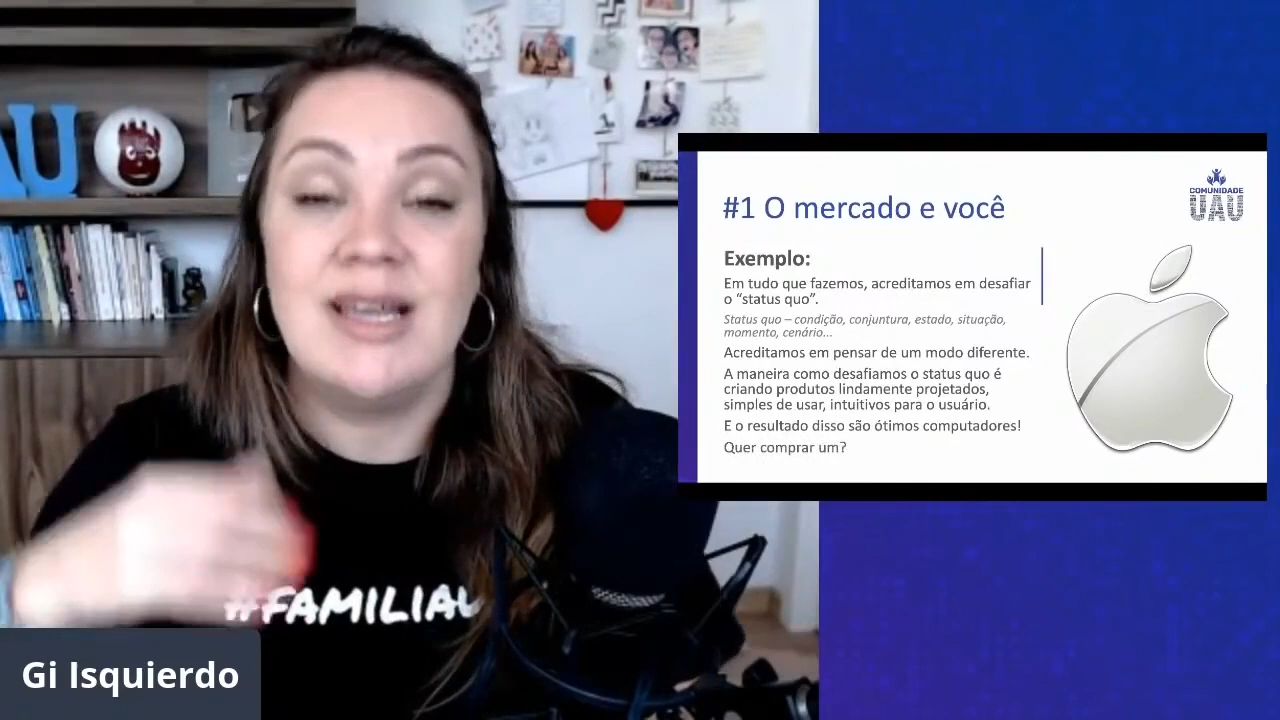 AU
#1 O mercado e você
COMUNIDADE
UAU
Exemplo:
Em tudo que fazemos, acreditamos em desafiar
o “status quo”.
Status quo – condição, conjuntura, estado, situação,
momento, cenário...
Acreditamos em pensar de um modo diferente.
A maneira como desafiamos o status quo é
criando produtos lindamente projetados,
simples de usar, intuitivos para o usuário.
E o resultado disso são ótimos computadores!
Quer comprar um?
#FAMILIAU
Gi Isquierdo